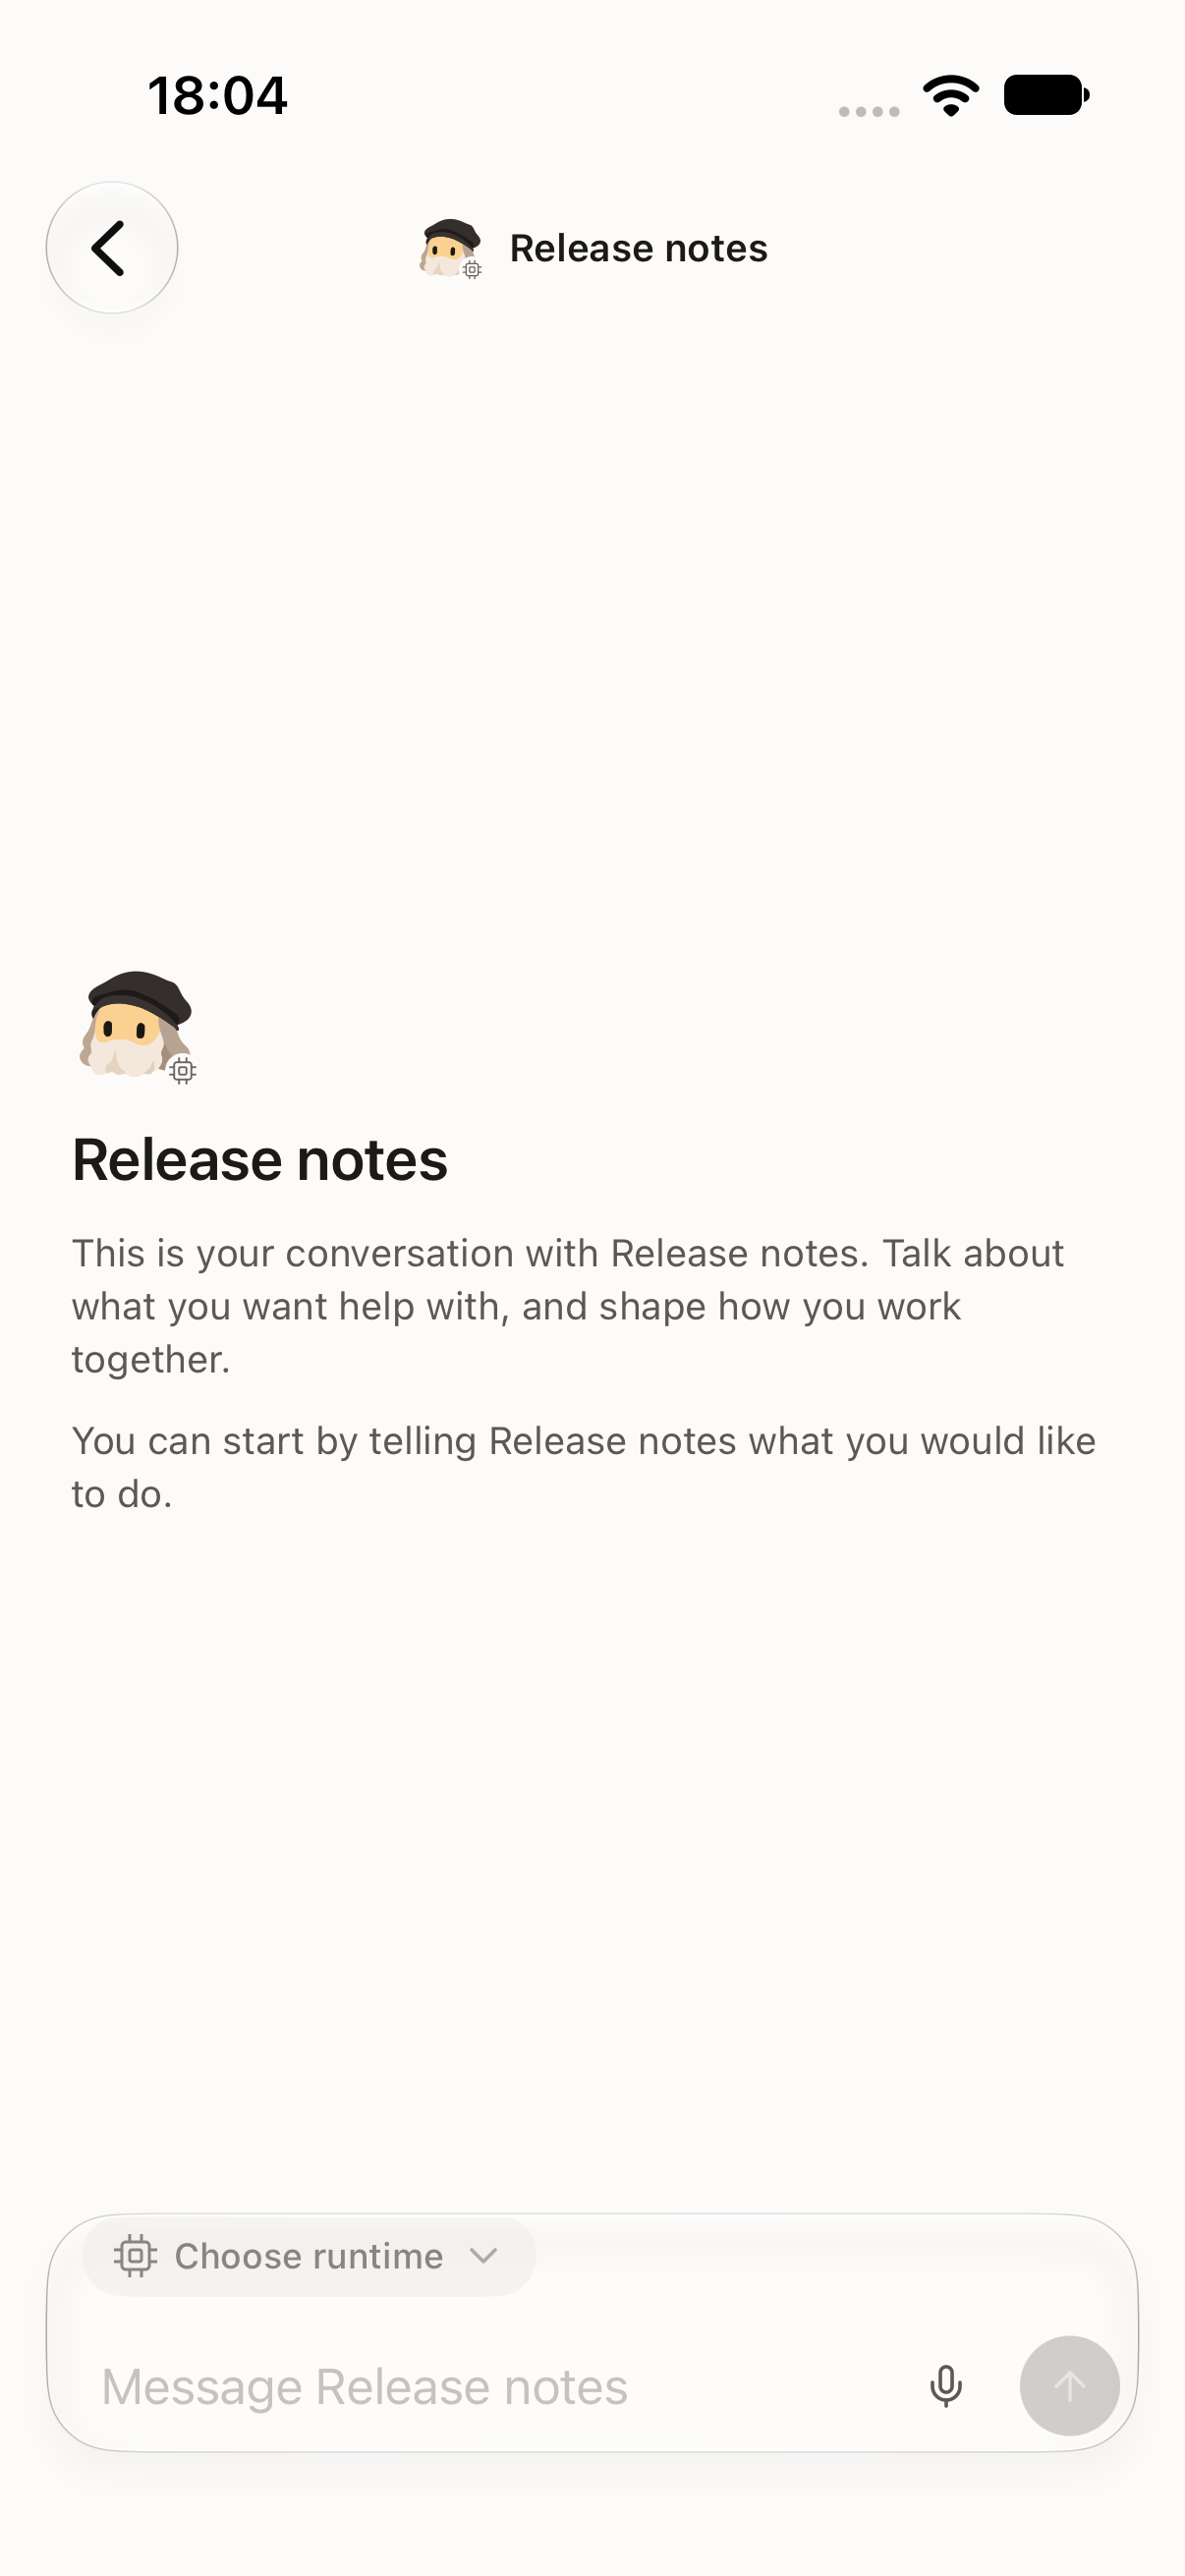 18:04
Release notes
Release notes
This is your conversation with Release notes. Talk about
what you want help with, and shape how you work
together.
You can start by telling Release notes what you would like
to do.
Choose runtime
Message Release notes